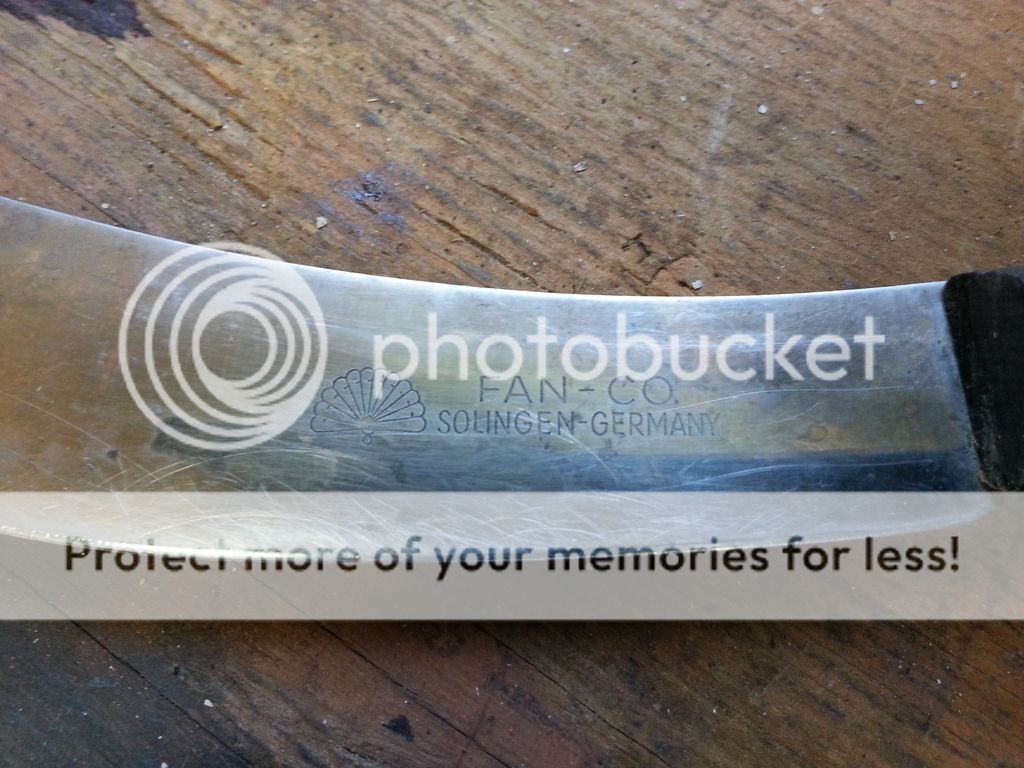 photobucket
FAN-CO.
SOLINGEN-GERMANY
Protect more of your memories for less!